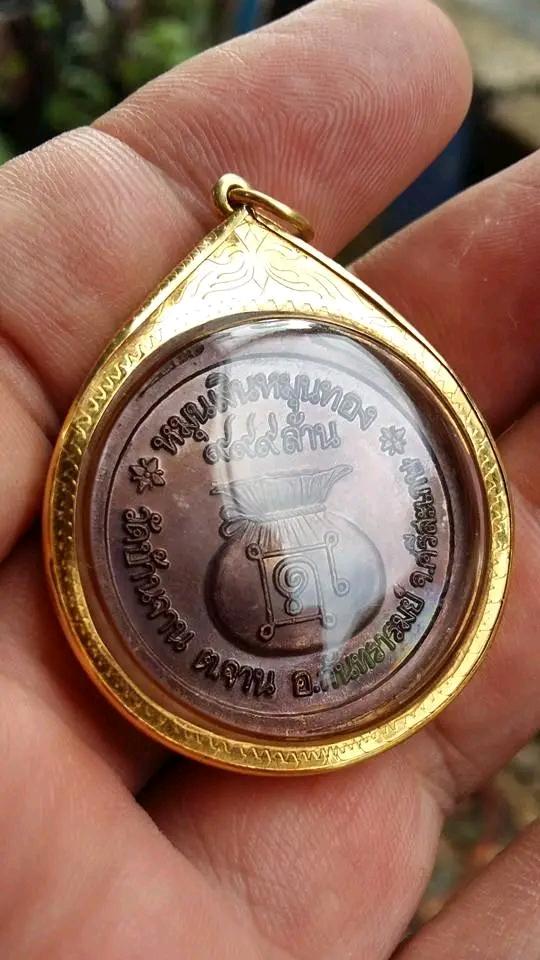 หมุนเงินหมุนทอง
๙๙๙ล้าน
วัดบ้านจาน ต.จาน อ.กันทรารมย์ จ.ศรีสะเกษ